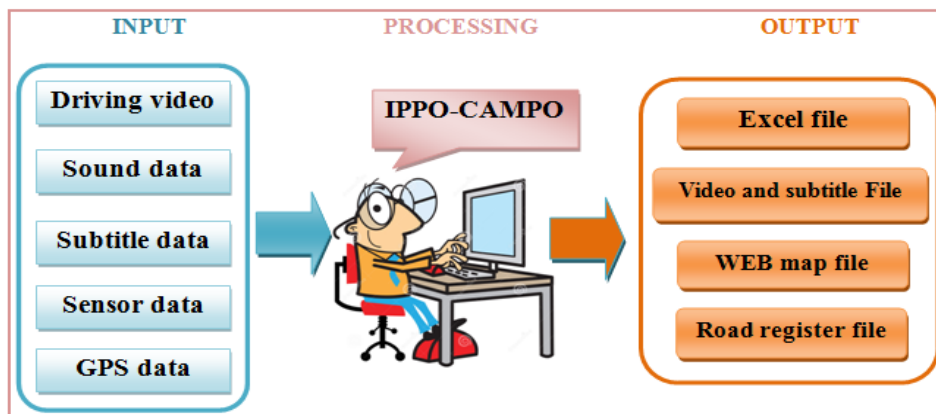 INPUT
PROCESSING
OUTPUT
Driving video
Sound data
Subtitle data
Sensor data
GPS data
IPPO-CAMPO
Excel file
Video and subtitle File
WEB map file
Road register file